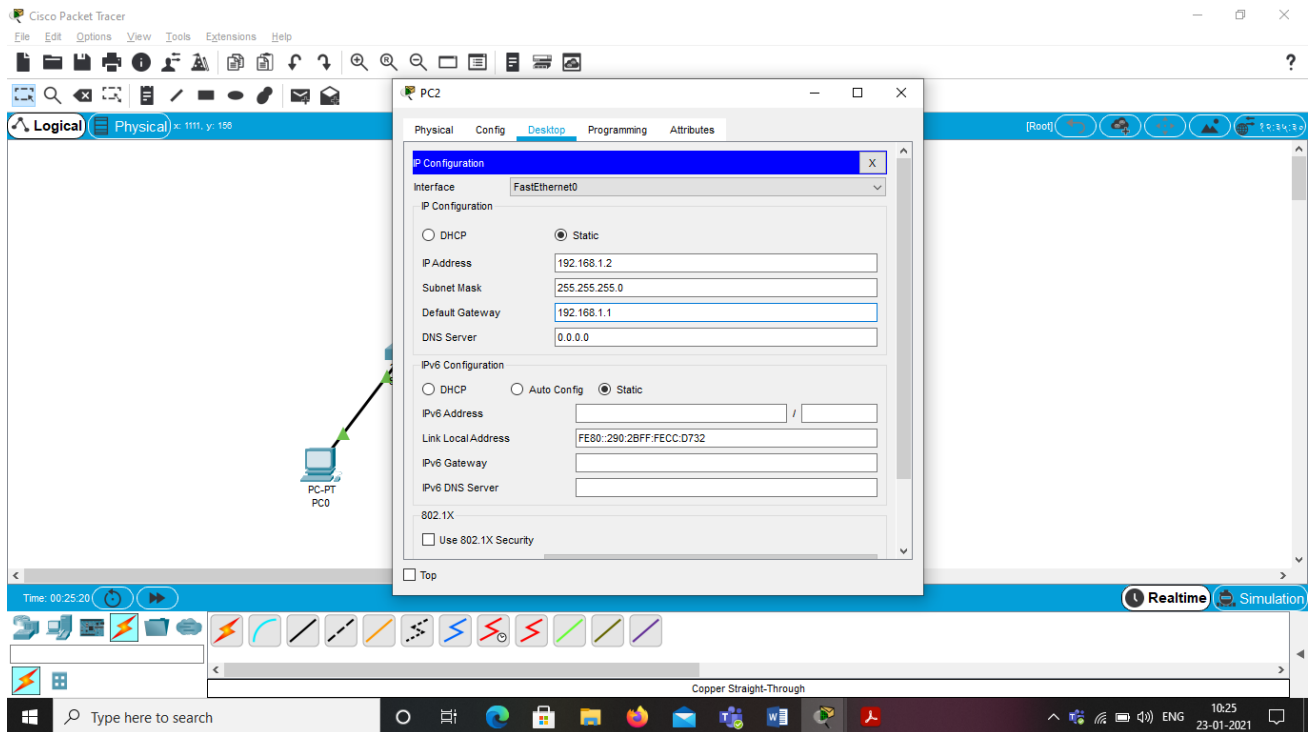 Cisco Packet Tracer
File Edit Options View Tools Extensions Help
?
PC2
Logical Physical x: 1111, y: 156
[Root]
Physical Config Desktop Programming Attributes
IP Configuration X
Interface FastEthernet0
IP Configuration
DHCP Static
IP Address 192.168.1.2
Subnet Mask 255.255.255.0
Default Gateway 192.168.1.1
DNS Server 0.0.0.0
IPv6 Configuration
DHCP Auto Config Static
IPv6 Address /
Link Local Address FE80::290:2BFF:FECC:D732
IPv6 Gateway
IPv6 DNS Server
802.1X
Use 802.1X Security
PC-PT
PC0
Top
Time: 00:25:20
Realtime Simulation
Copper Straight-Through
Type here to search
ENG
10:25
23-01-2021